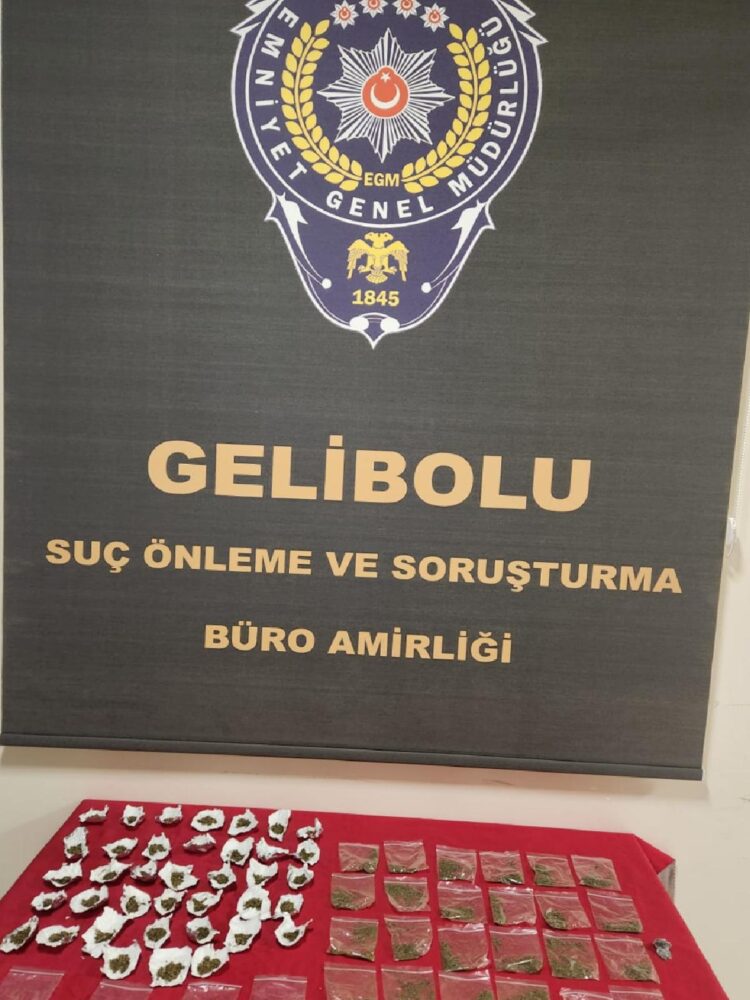 EMNİYET GENEL MÜDÜRLÜĞÜ
EGM
1845
GELİBOLU
SUÇ ÖNLEME VE SORUŞTURMA
BÜRO AMİRLİĞİ